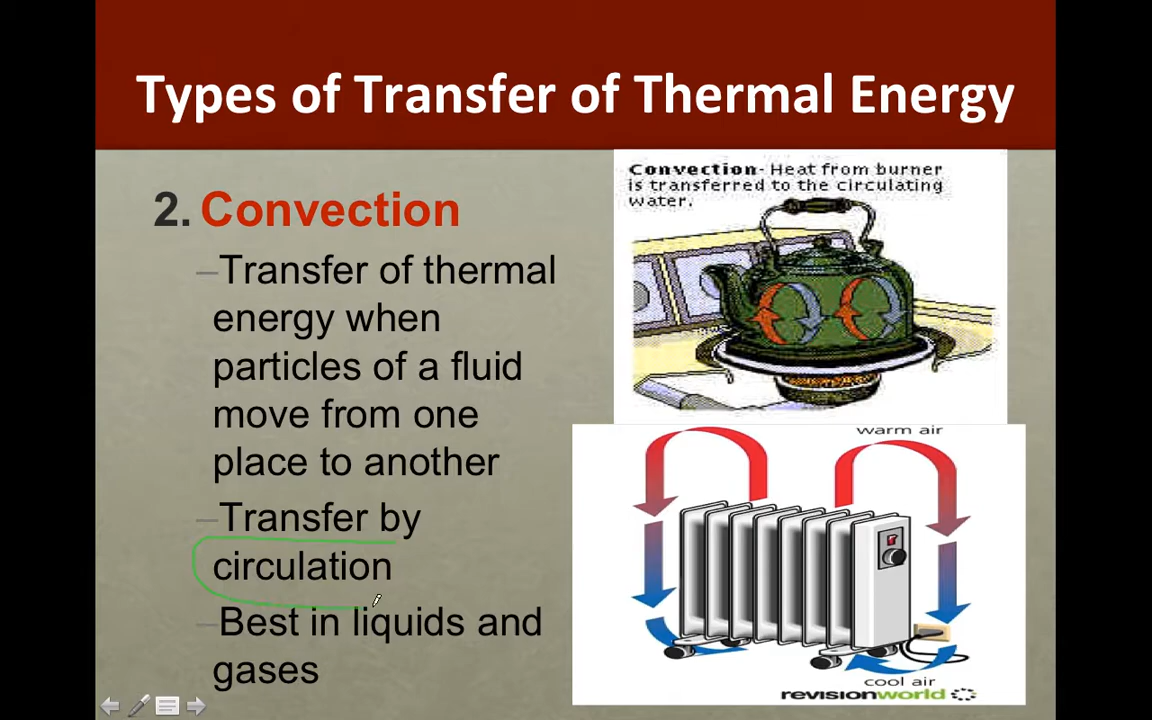 Types of Transfer of Thermal Energy
2. Convection
–Transfer of thermal
energy when
particles of a fluid
move from one
place to another
–Transfer by
circulation
–Best in liquids and
gases
Convection- Heat from burner
is transferred to the circulating
water.
warm air
cool air
revisionworld